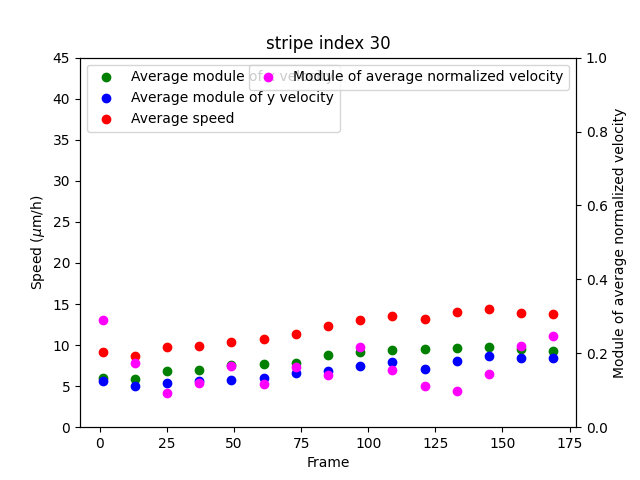 stripe index 30
Average module of x velocity
Average module of y velocity
Average speed
Module of average normalized velocity
45
40
35
30
25
20
15
10
5
0
Speed (μm/h)
1.0
0.8
0.6
0.4
0.2
0.0
Module of average normalized velocity
0 25 50 75 100 125 150 175
Frame